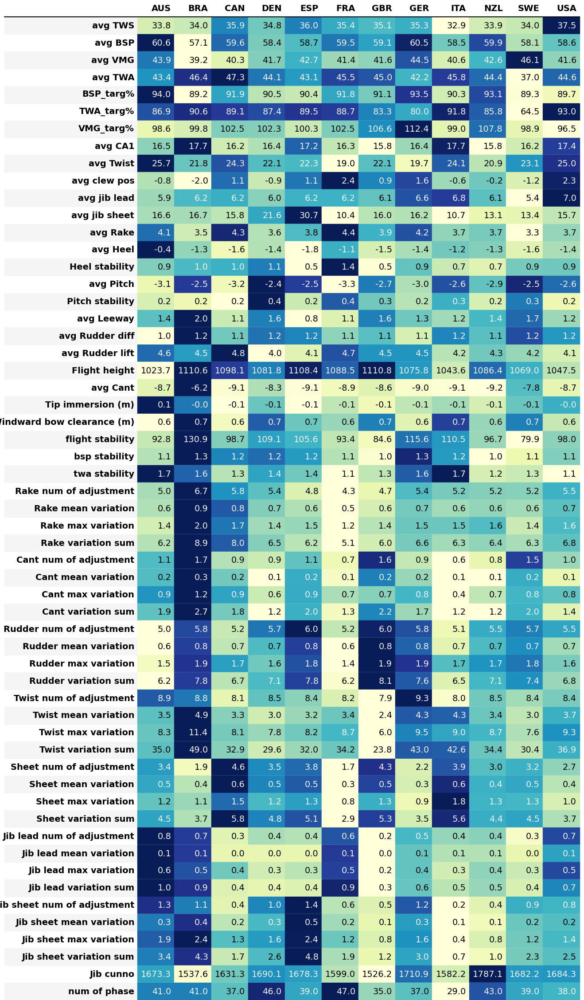 AUS BRA CAN DEN ESP FRA GBR GER ITA NZL SWE USA
avg TWS 33.8 34.0 35.9 34.8 36.0 35.4 35.1 35.3 32.9 33.9 34.0 37.5
avg BSP 60.6 57.1 59.6 58.4 58.7 59.5 59.1 60.5 58.5 59.9 58.1 58.6
avg VMG 43.9 39.2 40.3 41.7 42.7 41.4 41.6 44.5 40.6 42.6 46.1 41.6
avg TWA 43.4 46.4 47.3 44.1 43.1 45.5 45.0 42.2 45.8 44.4 37.0 44.6
BSP_targ% 94.0 89.2 91.9 90.5 90.4 91.8 91.1 93.5 90.3 93.1 89.3 89.7
TWA_targ% 86.9 90.6 89.1 87.4 89.5 88.7 83.3 80.0 91.8 85.8 64.5 93.0
VMG_targ% 98.6 99.8 102.5 102.3 100.3 102.5 106.6 112.4 99.0 107.8 98.9 96.5
avg CA1 16.5 17.7 16.2 16.4 17.2 16.3 15.8 16.4 17.7 15.8 16.2 17.4
avg Twist 25.7 21.8 24.3 22.1 22.3 19.0 22.1 19.7 24.1 20.9 23.1 25.0
avg clew pos -0.8 -2.0 1.1 -0.9 1.1 2.4 0.9 1.6 -0.6 -0.2 -1.2 2.3
avg jib lead 5.9 6.2 6.2 6.0 6.2 6.2 6.1 6.6 6.8 6.1 5.4 7.0
avg jib sheet 16.6 16.7 15.8 21.6 30.7 10.4 16.0 16.2 10.7 13.1 13.4 15.7
avg Rake 4.1 3.5 4.3 3.6 3.8 4.4 3.9 4.2 3.7 3.7 3.3 3.7
avg Heel -0.4 -1.3 -1.6 -1.4 -1.8 -1.1 -1.5 -1.4 -1.2 -1.3 -1.6 -1.4
Heel stability 0.9 1.0 1.0 1.1 0.5 1.4 0.5 0.9 0.7 0.7 0.9 0.9
avg Pitch -3.1 -2.5 -3.2 -2.4 -2.5 -3.3 -2.7 -3.0 -2.6 -2.9 -2.5 -2.6
Pitch stability 0.2 0.2 0.2 0.4 0.2 0.4 0.3 0.2 0.3 0.2 0.3 0.2
avg Leeway 1.4 2.0 1.1 1.6 0.8 1.1 1.6 1.3 1.2 1.4 1.7 1.2
avg Rudder diff 1.0 1.2 1.1 1.2 1.2 1.1 1.1 1.1 1.2 1.1 1.2 1.2
avg Rudder lift 4.6 4.5 4.8 4.0 4.1 4.7 4.5 4.5 4.2 4.3 4.2 4.1
Flight height 1023.7 1110.6 1098.1 1081.8 1108.4 1088.5 1110.8 1075.8 1043.6 1086.4 1069.0 1047.5
avg Cant -8.7 -6.2 -9.1 -8.3 -9.1 -8.9 -8.6 -9.0 -9.1 -9.2 -7.8 -8.7
Tip immersion (m) 0.1 -0.0 -0.1 -0.1 -0.1 -0.1 -0.1 -0.1 -0.1 -0.1 -0.1 -0.0
indward bow clearance (m) 0.6 0.7 0.6 0.7 0.7 0.6 0.7 0.6 0.7 0.6 0.7 0.6
flight stability 92.8 130.9 98.7 109.1 105.6 93.4 84.6 115.6 110.5 96.7 79.9 98.0
bsp stability 1.1 1.3 1.2 1.2 1.2 1.1 1.0 1.3 1.2 1.0 1.1 1.1
twa stability 1.7 1.6 1.3 1.4 1.4 1.1 1.3 1.6 1.7 1.2 1.3 1.1
Rake num of adjustment 5.0 6.7 5.8 5.4 4.8 4.3 4.7 5.4 5.2 5.2 5.2 5.5
Rake mean variation 0.6 0.9 0.8 0.7 0.6 0.5 0.6 0.7 0.6 0.6 0.6 0.7
Rake max variation 1.4 2.0 1.7 1.4 1.5 1.2 1.4 1.5 1.5 1.6 1.4 1.6
Rake variation sum 6.2 8.9 8.0 6.5 6.2 5.1 6.0 6.6 6.3 6.4 6.3 6.8
Cant num of adjustment 1.1 1.7 0.9 0.9 1.1 0.7 1.6 0.9 0.6 0.8 1.5 1.0
Cant mean variation 0.2 0.3 0.2 0.1 0.2 0.1 0.2 0.2 0.1 0.1 0.2 0.1
Cant max variation 0.9 1.2 0.9 0.6 0.9 0.7 0.7 0.8 0.4 0.7 0.8 0.8
Cant variation sum 1.9 2.7 1.8 1.2 2.0 1.3 2.2 1.7 1.2 1.2 2.0 1.4
Rudder num of adjustment 5.0 5.8 5.2 5.7 6.0 5.2 6.0 5.8 5.1 5.5 5.7 5.5
Rudder mean variation 0.6 0.8 0.7 0.7 0.8 0.6 0.8 0.8 0.7 0.7 0.7 0.7
Rudder max variation 1.5 1.9 1.7 1.6 1.8 1.4 1.9 1.9 1.7 1.7 1.8 1.6
Rudder variation sum 6.2 7.8 6.7 7.1 7.8 6.2 8.1 7.6 6.5 7.1 7.4 6.8
Twist num of adjustment 8.9 8.8 8.1 8.5 8.4 8.2 7.9 9.3 8.0 8.5 8.4 8.4
Twist mean variation 3.5 4.9 3.3 3.0 3.2 3.4 2.4 4.3 4.3 3.4 3.0 3.7
Twist max variation 8.3 11.4 8.1 7.8 8.2 8.7 6.0 9.5 9.0 8.7 7.6 9.3
Twist variation sum 35.0 49.0 32.9 29.6 32.0 34.2 23.8 43.0 42.6 34.4 30.4 36.9
Sheet num of adjustment 3.4 1.9 4.6 3.5 3.8 1.7 4.3 2.2 3.9 3.0 3.2 2.7
Sheet mean variation 0.5 0.4 0.6 0.5 0.5 0.3 0.5 0.3 0.6 0.4 0.5 0.4
Sheet max variation 1.2 1.1 1.5 1.2 1.3 0.8 1.3 0.9 1.8 1.3 1.3 1.0
Sheet variation sum 4.5 3.7 5.8 4.8 5.1 2.9 5.3 3.5 5.6 4.4 4.5 3.7
Jib lead num of adjustment 0.8 0.7 0.3 0.4 0.4 0.6 0.2 0.5 0.4 0.4 0.3 0.7
Jib lead mean variation 0.1 0.1 0.0 0.0 0.0 0.1 0.0 0.1 0.1 0.1 0.0 0.1
Jib lead max variation 0.6 0.5 0.4 0.3 0.3 0.5 0.2 0.4 0.3 0.4 0.3 0.5
Jib lead variation sum 1.0 0.9 0.4 0.4 0.4 0.9 0.3 0.6 0.5 0.5 0.4 0.7
ib sheet num of adjustment 1.3 1.1 0.4 1.0 1.4 0.6 0.5 1.2 0.2 0.4 0.9 0.8
Jib sheet mean variation 0.3 0.4 0.2 0.3 0.5 0.2 0.1 0.3 0.1 0.1 0.2 0.2
Jib sheet max variation 1.9 2.4 1.3 1.6 2.4 1.2 0.8 1.6 0.4 0.8 1.2 1.4
Jib sheet variation sum 3.4 4.3 1.7 2.6 4.8 1.9 1.2 3.0 0.7 1.0 2.3 2.5
Jib cunno 1673.3 1537.6 1631.3 1690.1 1678.3 1599.0 1526.2 1710.9 1582.2 1787.1 1682.2 1684.3
num of phase 41.0 41.0 37.0 46.0 39.0 47.0 35.0 37.0 29.0 43.0 39.0 38.0